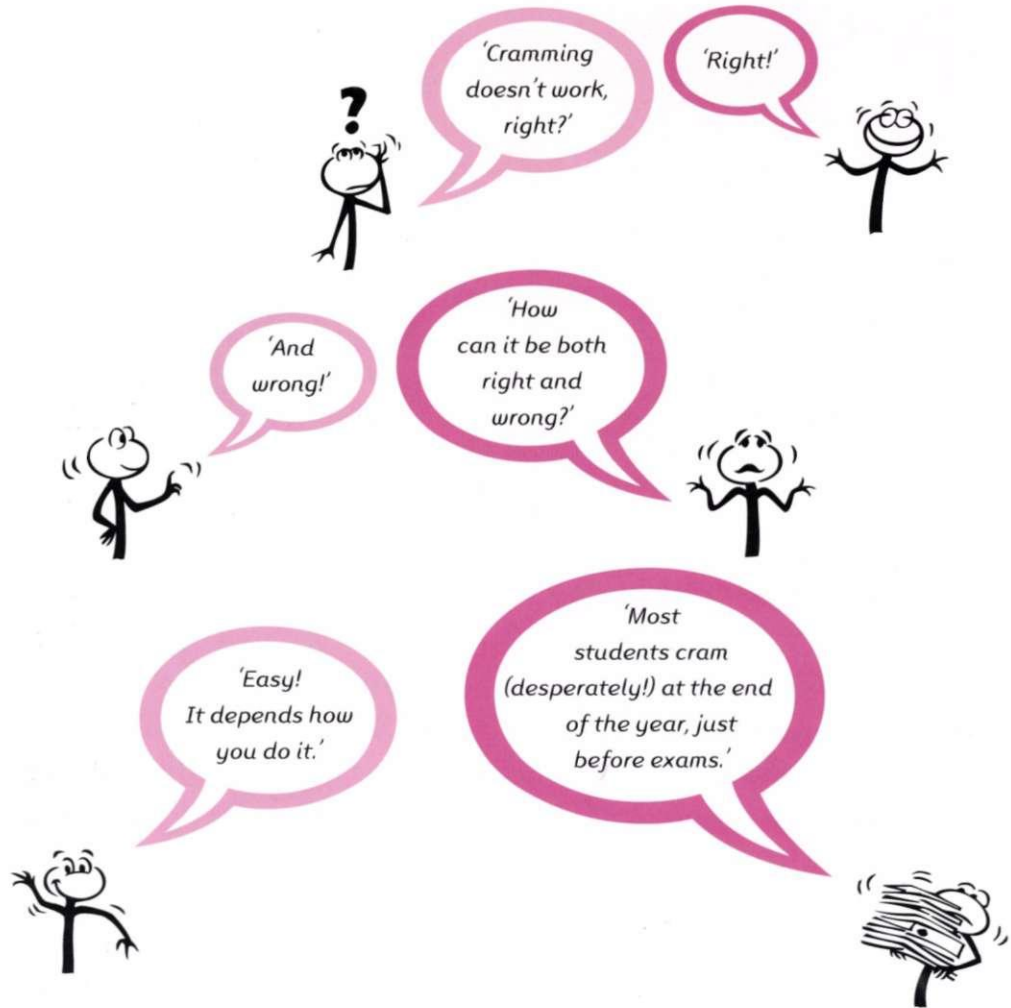 ?
'Cramming
doesn't work,
right?'
'Right!'
'And
wrong!'
'How
can it be both
right and
wrong?'
'Easy!
It depends how
you do it.'
'Most
students cram
(desperately!) at the end
of the year, just
before exams.'